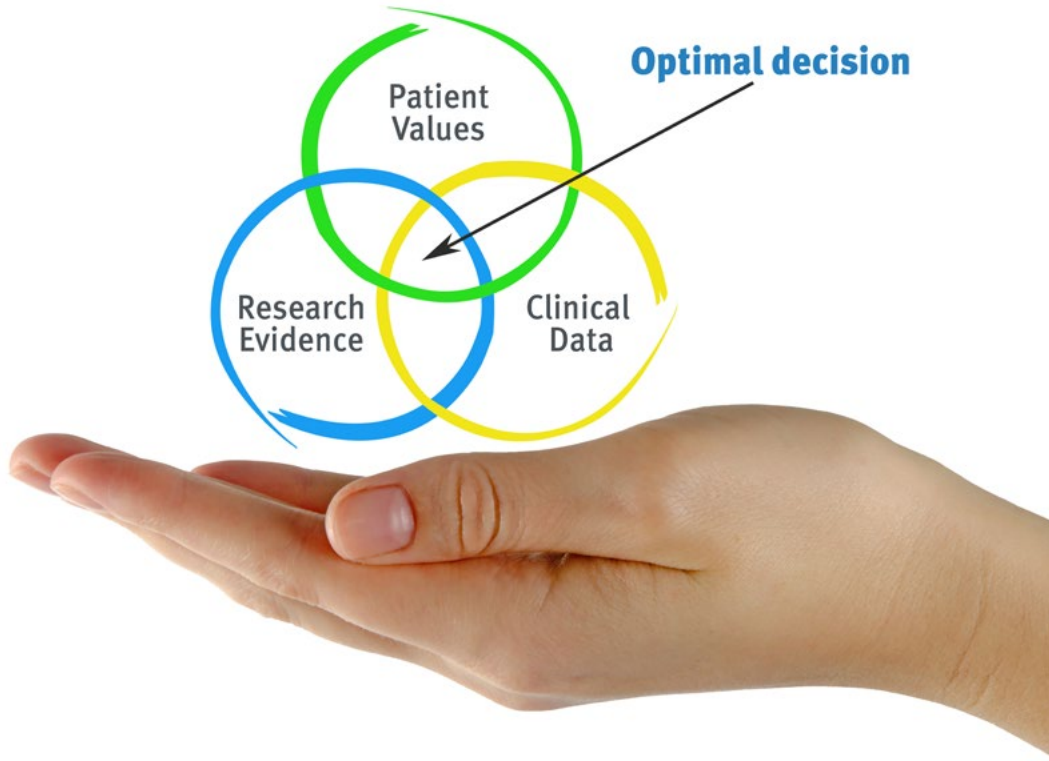 Optimal decision
Patient
Values
Research
Evidence
Clinical
Data